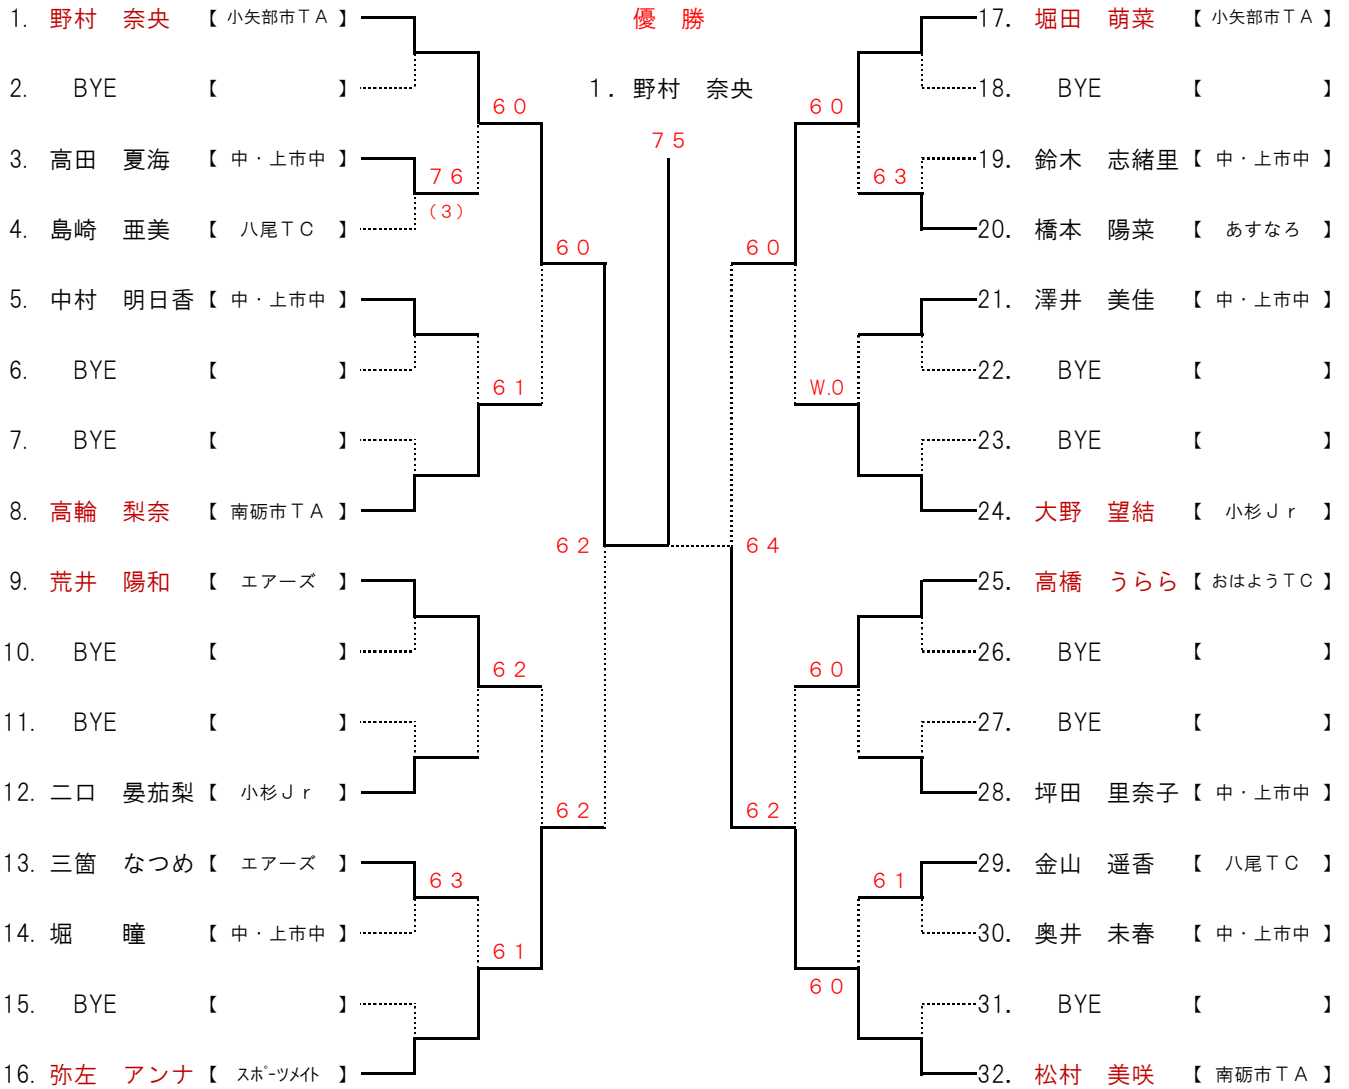 1. 野村 奈央 【 小矢部市TA 】
2. BYE 【 】
60
3. 高田 夏海 【 中・上市中 】
76
(3)
4. 島崎 亜美 【 八尾TC 】
60
5. 中村 明日香 【 中・上市中 】
6. BYE 【 】
61
7. BYE 【 】
8. 高輪 梨奈 【 南砺市TA 】
62
9. 荒井 陽和 【 エアーズ 】
10. BYE 【 】
62
11. BYE 【 】
12. 二口 晏茄梨 【 小杉Jr 】
62
13. 三箇 なつめ 【 エアーズ 】
63
14. 堀 瞳 【 中・上市中 】
61
15. BYE 【 】
16. 弥左 アンナ 【 スポーツメイト 】
優 勝
1. 野村 奈央
75
17. 堀田 萌菜 【 小矢部市TA 】
18. BYE 【 】
60
19. 鈴木 志緒里 【 中・上市中 】
63
20. 橋本 陽菜 【 あすなろ 】
60
21. 澤井 美佳 【 中・上市中 】
22. BYE 【 】
W.O
23. BYE 【 】
24. 大野 望結 【 小杉Jr 】
64
25. 高橋 うらら 【 おはようTC 】
26. BYE 【 】
60
27. BYE 【 】
28. 坪田 里奈子 【 中・上市中 】
62
29. 金山 遥香 【 八尾TC 】
61
30. 奥井 未春 【 中・上市中 】
60
31. BYE 【 】
32. 松村 美咲 【 南砺市TA 】